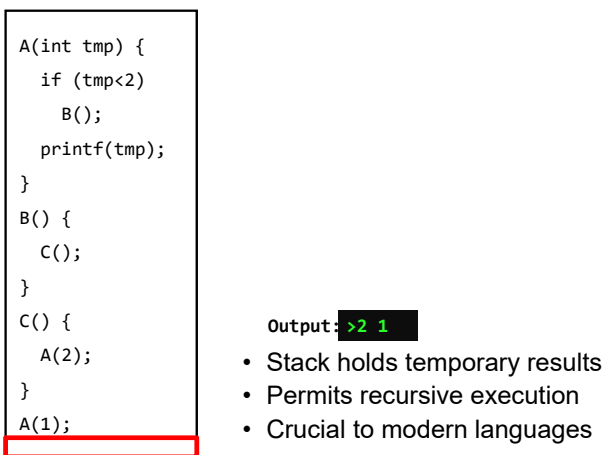 A(int tmp) {
if (tmp<2)
B();
printf(tmp);
}
B() {
C();
}
C() {
A(2);
}
A(1);
Output: >2 1
• Stack holds temporary results
• Permits recursive execution
• Crucial to modern languages